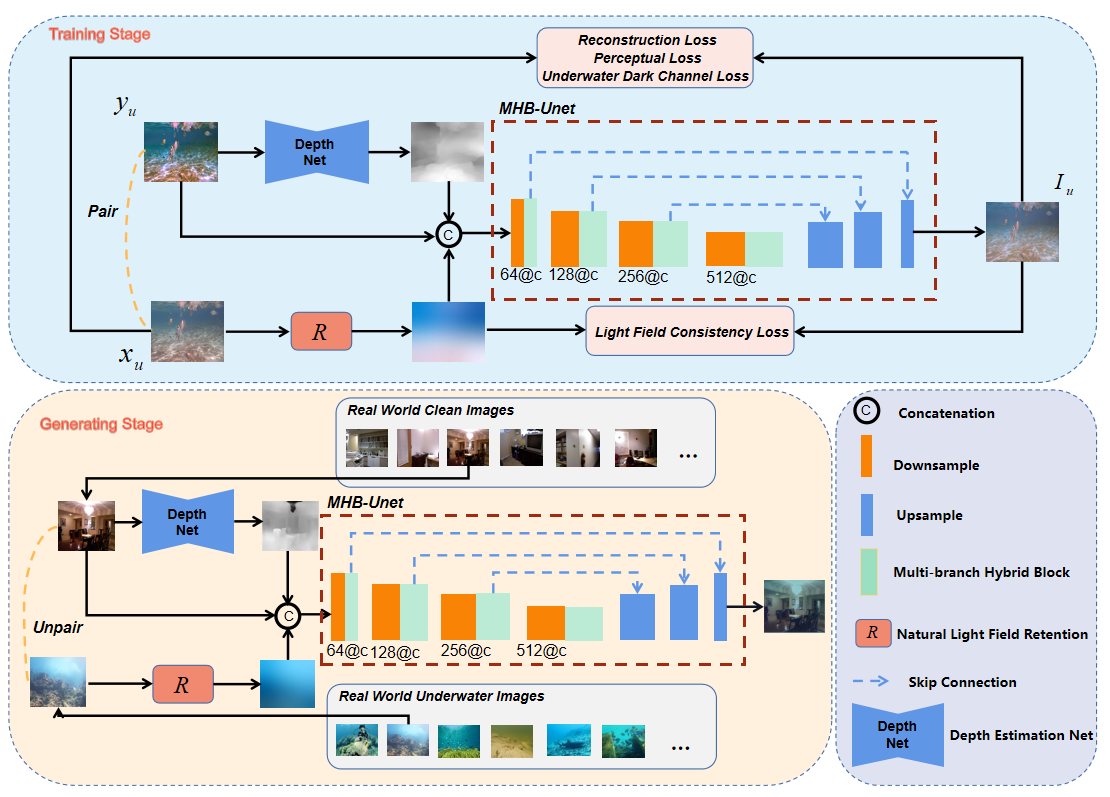 Training Stage
Reconstruction Loss
Perceptual Loss
Underwater Dark Channel Loss
y_u
Depth
Net
MHB-Unet
Pair
C
64@c
128@c
256@c
512@c
I_u
x_u
R
Light Field Consistency Loss
Generating Stage
Real World Clean Images
...
Depth
Net
MHB-Unet
Unpair
C
64@c
128@c
256@c
512@c
R
Real World Underwater Images
...
C
Concatenation
Downsample
Upsample
Multi-branch Hybrid Block
R
Natural Light Field Retention
Skip Connection
Depth
Net
Depth Estimation Net